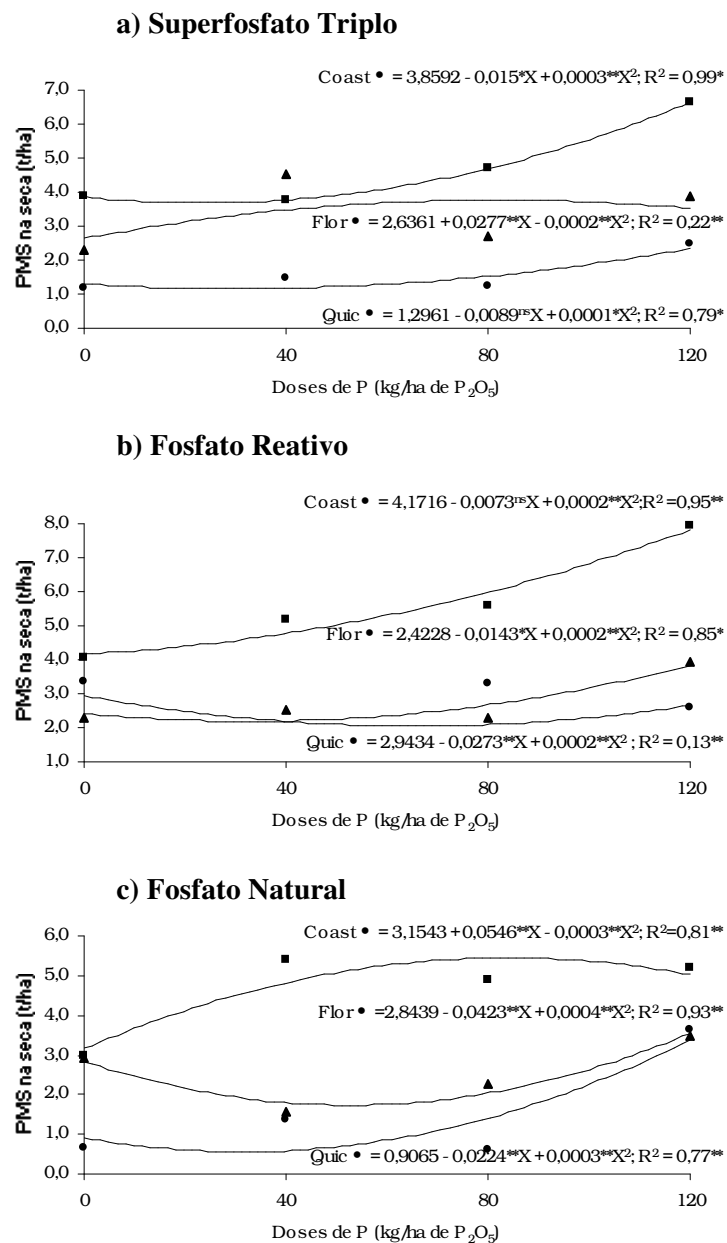 a) Superfosfato Triplo
Coast • = 3,8592 - 0,015*X + 0,0003**X²; R² = 0,99*
7,0
6,0
5,0
4,0
3,0
2,0
1,0
0,0
PMS na seca (t/ha)
Flor • = 2,6361 + 0,0277**X - 0,0002**X²; R² = 0,22**
Quic • = 1,2961 - 0,0089ⁿˢX + 0,0001*X²; R² = 0,79*
0 40 80 120
Doses de P (kg/ha de P₂O₅)
b) Fosfato Reativo
Coast • = 4,1716 - 0,0073ⁿˢX + 0,0002**X²;R² = 0,95**
8,0
7,0
6,0
5,0
4,0
3,0
2,0
1,0
PMS na seca (t/ha)
Flor • = 2,4228 - 0,0143*X + 0,0002**X²; R² = 0,85*
Quic • = 2,9434 - 0,0273**X + 0,0002**X² ; R² = 0,13**
0 40 80 120
Doses de P (kg/ha de P₂O₅)
c) Fosfato Natural
Coast • = 3,1543 + 0,0546**X - 0,0003**X²; R²=0,81**
6,0
5,0
4,0
3,0
2,0
1,0
0,0
PMS na seca (t/ha)
Flor • = 2,8439 - 0,0423**X + 0,0004**X²; R² = 0,93**
Quic • = 0,9065 - 0,0224**X + 0,0003**X²; R² = 0,77**
0 40 80 120
Doses de P (kg/ha de P₂O₅)